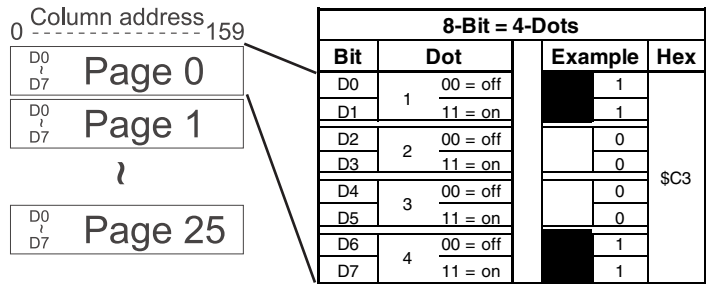 Column address
0 - - - - - - - - - - - - - - 159
D0
~
D7
Page 0
D0
~
D7
Page 1
~
D0
~
D7
Page 25
8-Bit = 4-Dots
Bit Dot Example Hex
D0 1 00 = off 1 $C3
D1 11 = on 1
D2 2 00 = off 0
D3 11 = on 0
D4 3 00 = off 0
D5 11 = on 0
D6 4 00 = off 1
D7 11 = on 1